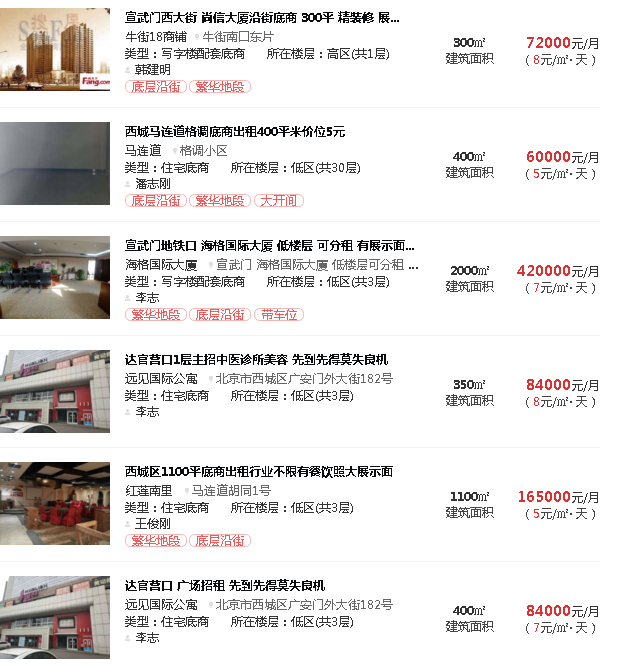 宣武门西大街 尚信大厦沿街底商 300平 精装修 展...
牛街18商铺 牛街南口东片
类型：写字楼配套底商 所在楼层：高区(共1层)
韩建明
底层沿街 繁华地段
300㎡
建筑面积
72000元/月
( 8元/㎡·天 )
Fang.com
西城马连道格调底商出租400平米价位5元
马连道 格调小区
类型：住宅底商 所在楼层：低区(共30层)
潘志刚
底层沿街 繁华地段 大开间
400㎡
建筑面积
60000元/月
( 5元/㎡·天 )
宣武门地铁口 海格国际大厦 低楼层 可分租 有展示面...
海格国际大厦 宣武门 海格国际大厦 低楼层可分租 ...
类型：写字楼配套底商 所在楼层：低区(共3层)
李志
繁华地段 底层沿街 带车位
2000㎡
建筑面积
420000元/月
( 7元/㎡·天 )
达官营口1层主招中医诊所美容 先到先得莫失良机
远见国际公寓 北京市西城区广安门外大街182号
类型：住宅底商 所在楼层：低区(共3层)
李志
350㎡
建筑面积
84000元/月
( 8元/㎡·天 )
西城区1100平底商出租行业不限有餐饮照大展示面
红莲南里 马连道胡同1号
类型：住宅底商 所在楼层：低区(共3层)
王俊刚
繁华地段 底层沿街
1100㎡
建筑面积
165000元/月
( 5元/㎡·天 )
达官营口 广场招租 先到先得莫失良机
远见国际公寓 北京市西城区广安门外大街182号
类型：住宅底商 所在楼层：低区(共3层)
李志
400㎡
建筑面积
84000元/月
( 7元/㎡·天 )